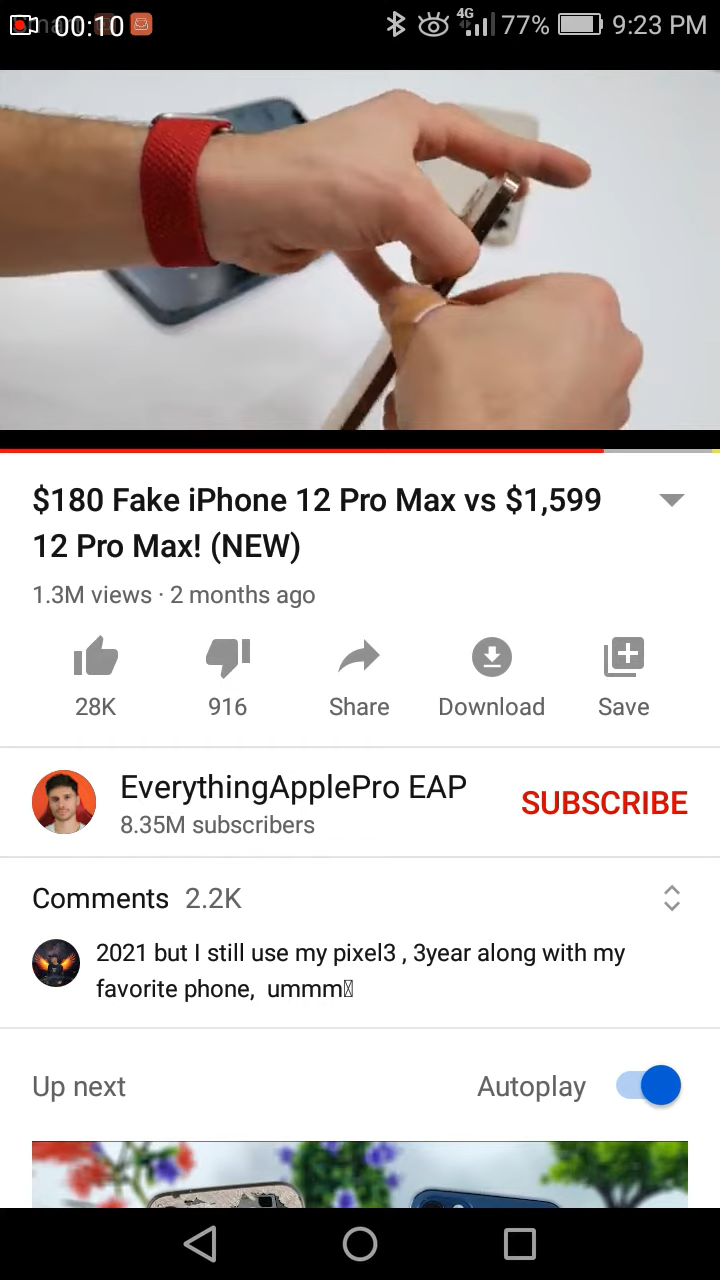 00:10
4G 77% 9:23 PM
$180 Fake iPhone 12 Pro Max vs $1,599
12 Pro Max! (NEW)
1.3M views · 2 months ago
28K 916 Share Download Save
EverythingApplePro EAP
8.35M subscribers
SUBSCRIBE
Comments 2.2K
2021 but I still use my pixel3 , 3year along with my
favorite phone,  ummm
Up next Autoplay